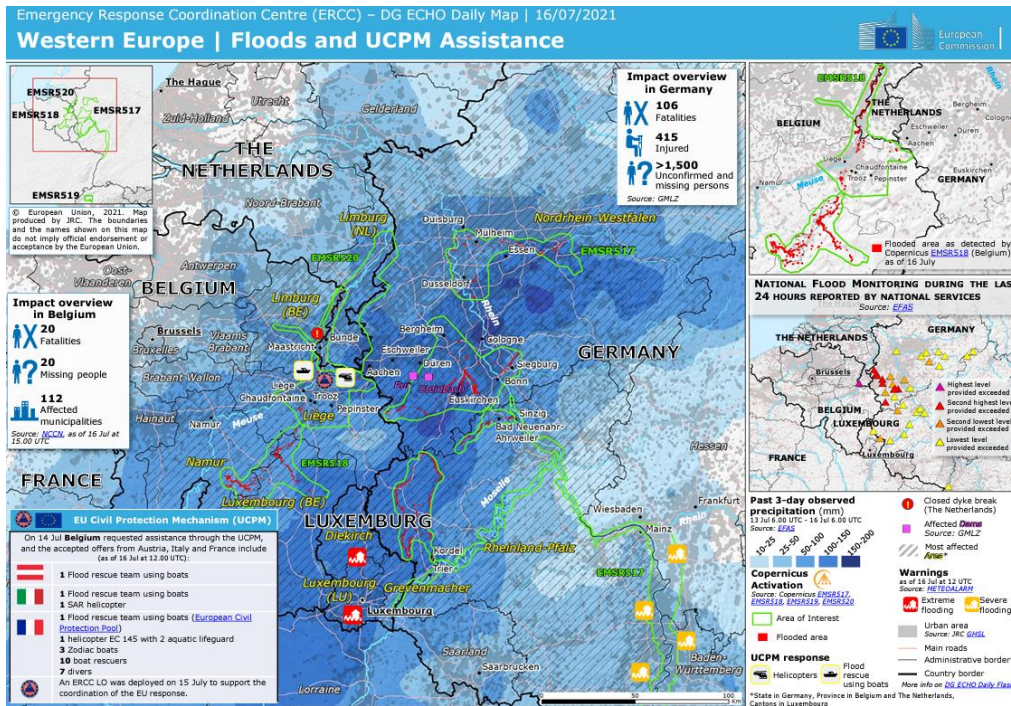 Emergency Response Coordination Centre (ERCC) – DG ECHO Daily Map | 16/07/2021
Western Europe | Floods and UCPM Assistance
European
Commission
EMSR520
EMSR518
EMSR517
EMSR519
© European Union, 2021. Map
produced by JRC. The boundaries
and the names shown on this map
do not imply official endorsement or
acceptance by the European Union.
Impact overview
in Belgium
20
Fatalities
20
Missing people
112
Affected
municipalities
Source: NCCN, as of 16 Jul at
15.00 UTC
Impact overview
in Germany
106
Fatalities
415
Injured
>1,500
Unconfirmed and
missing persons
Source: GMLZ
The Hague
Utrecht
Zuid-Holland
Gelderland
THE
NETHERLANDS
Noord-Brabant
Limburg
(NL)
EMSR520
Duisburg
Mulheim
Essen
Nordrhein-Westfalen
EMSR517
Dusseldorf
Rhein
Antwerpen
Oost-
Vlaanderen
BELGIUM
Limburg
(BE)
Brussels
Bruxelles
Vlaams
Brabant
Brabant Wallon
Maastricht
Bunde
Bergheim
Eschweiler
Cologne
Düren
Aachen
Siegburg
Bonn
GERMANY
Euskirchen
Liège
Trooz
Chaudfontaine
Pepinster
Liège
Sinzig
Bad Neuenahr-
Ahrweiler
Hainaut
Namur
Meuse
Namur
EMSR518
Luxembourg (BE)
FRANCE
LUXEMBURG
Diekirch
Hessen
Moselle
Frankfurt
Wiesbaden
Mainz
Rhein
Kordel
Trier
Rheinland-Pfalz
Grevenmacher
Luxembourg
(LU)
Luxembourg
EMSR517
Saarland
Saarbrucken
Lorraine
Baden-
Württemberg
0 50 100
Km
EU Civil Protection Mechanism (UCPM)
On 14 Jul Belgium requested assistance through the UCPM,
and the accepted offers from Austria, Italy and France include
(as of 16 Jul at 12.00 UTC):
1 Flood rescue team using boats
1 Flood rescue team using boats
1 SAR helicopter
1 Flood rescue team using boats (European Civil
Protection Pool)
1 helicopter EC 145 with 2 aquatic lifeguard
3 Zodiac boats
10 boat rescuers
7 divers
An ERCC LO was deployed on 15 July to support the
coordination of the EU response.
EMSR518
Rhein
THE
NETHERLANDS
BELGIUM
Bergheim
Cologne
Eschweiler
Duren
Aachen
Liège
Chaudfontaine
Trooz
Pepinster
Euskirchen
Namur
Meuse
GERMANY
Flooded area as detected by
Copernicus EMSR518 (Belgium)
as of 16 July
NATIONAL FLOOD MONITORING DURING THE LAST
24 HOURS REPORTED BY NATIONAL SERVICES
Source: EFAS
THE NETHERLANDS
GERMANY
Brussels
BELGIUM
LUXEMBOURG
Luxembourg
FRANCE
Highest level
provided exceeded
Second highest level
provided exceeded
Second lowest level
provided exceeded
Lowest level
provided exceeded
Past 3-day observed
precipitation (mm)
13 Jul 6.00 UTC - 16 Jul 6.00 UTC
Source: EFAS
10-25
25-50
50-100
100-150
150-200
Copernicus
Activation
Source: Copernicus EMSR517,
EMSR518, EMSR519, EMSR520
Area of Interest
Flooded area
UCPM response
Helicopters
Flood
rescue
using boats
Closed dyke break
(The Netherlands)
Affected Dams
Source: GMLZ
Most affected
Area*
Warnings
as of 16 Jul at 12 UTC
Source: METEOALARM
Extreme
flooding
Severe
flooding
Urban area
Source: JRC GHSL
Main roads
Administrative border*
Country border
More info on DG ECHO Daily Flash
*State in Germany, Province in Belgium and The Netherlands,
Cantons in Luxembourg